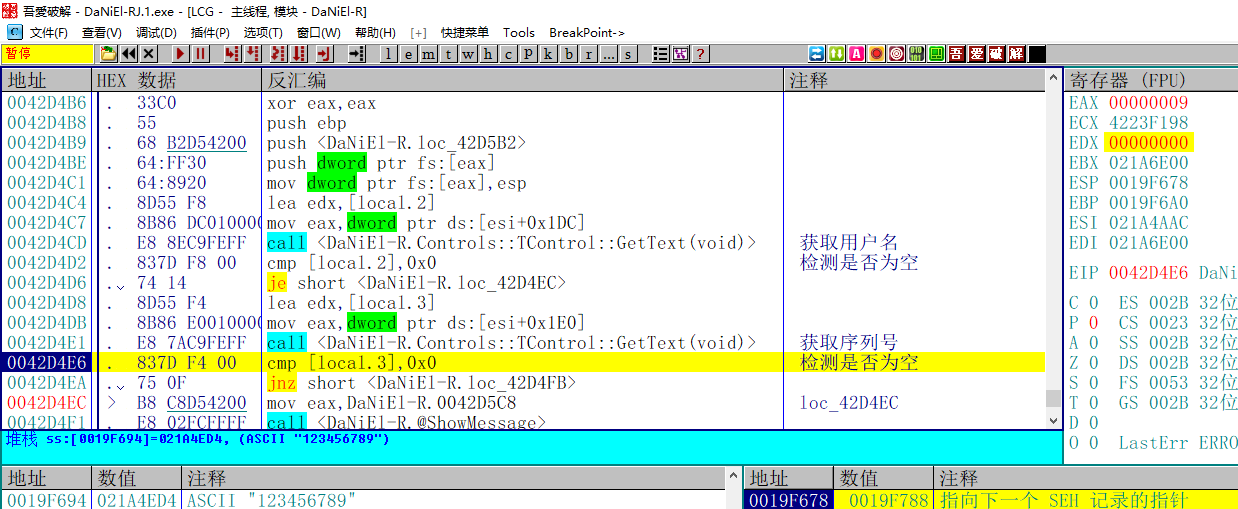 吾愛破解 - DaNiEl-RJ.1.exe - [LCG - 主线程, 模块 - DaNiEl-R]
C 文件(F) 查看(V) 调试(D) 插件(P) 选项(T) 窗口(W) 帮助(H) [+] 快捷菜单 Tools BreakPoint->
暂停 l e m t w h c p k b r ... s ? 吾 爱 破 解
地址 HEX 数据 反汇编 注释 寄存器 (FPU)
0042D4B6 . 33C0 xor eax,eax
0042D4B8 . 55 push ebp
0042D4B9 . 68 B2D54200 push <DaNiEl-R.loc_42D5B2>
0042D4BE . 64:FF30 push dword ptr fs:[eax]
0042D4C1 . 64:8920 mov dword ptr fs:[eax],esp
0042D4C4 . 8D55 F8 lea edx,[local.2]
0042D4C7 . 8B86 DC010000 mov eax,dword ptr ds:[esi+0x1DC]
0042D4CD . E8 8EC9FEFF call <DaNiEl-R.Controls::TControl::GetText(void)> 获取用户名
0042D4D2 . 837D F8 00 cmp [local.2],0x0 检测是否为空
0042D4D6 . 74 14 je short <DaNiEl-R.loc_42D4EC>
0042D4D8 . 8D55 F4 lea edx,[local.3]
0042D4DB . 8B86 E0010000 mov eax,dword ptr ds:[esi+0x1E0]
0042D4E1 . E8 7AC9FEFF call <DaNiEl-R.Controls::TControl::GetText(void)> 获取序列号
0042D4E6 . 837D F4 00 cmp [local.3],0x0 检测是否为空
0042D4EA . 75 0F jnz short <DaNiEl-R.loc_42D4FB>
0042D4EC > B8 C8D54200 mov eax,DaNiEl-R.0042D5C8 loc_42D4EC
0042D4F1 . E8 02FCFFFF call <DaNiEl-R.@ShowMessage>
EAX 00000009
ECX 4223F198
EDX 00000000
EBX 021A6E00
ESP 0019F678
EBP 0019F6A0
ESI 021A4AAC
EDI 021A6E00
EIP 0042D4E6 DaNi
C 0 ES 002B 32位
P 0 CS 0023 32位
A 0 SS 002B 32位
Z 0 DS 002B 32位
S 0 FS 0053 32位
T 0 GS 002B 32位
D 0
O 0 LastErr ERRO
堆栈 ss:[0019F694]=021A4ED4, (ASCII "123456789")
地址 数值 注释 地址 数值 注释
0019F694 021A4ED4 ASCII "123456789" 0019F678 0019F788 指向下一个 SEH 记录的指针